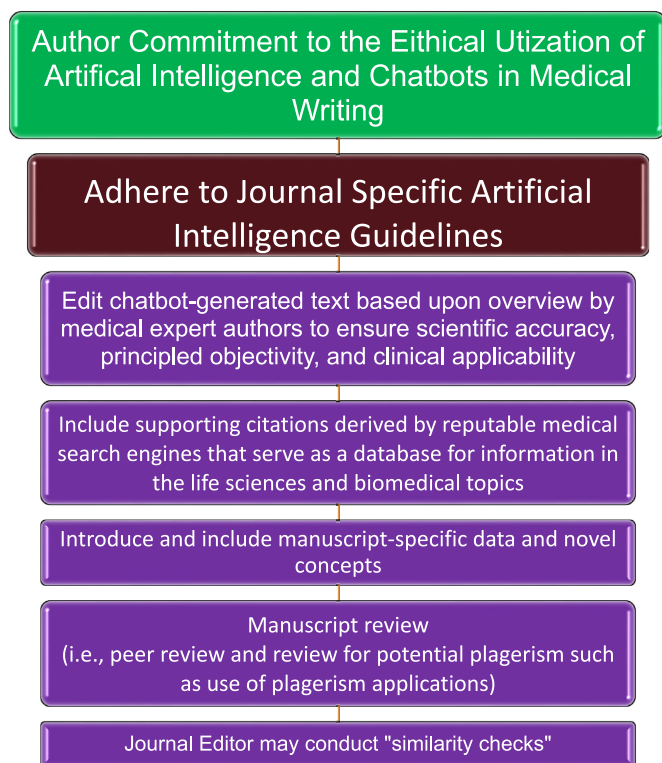 Author Commitment to the Eithical Utization of
Artifical Intelligence and Chatbots in Medical
Writing
Adhere to Journal Specific Artificial
Intelligence Guidelines
Edit chatbot-generated text based upon overview by
medical expert authors to ensure scientific accuracy,
principled objectivity, and clinical applicability
Include supporting citations derived by reputable medical
search engines that serve as a database for information in
the life sciences and biomedical topics
Introduce and include manuscript-specific data and novel
concepts
Manuscript review
(i.e., peer review and review for potential plagerism such
as use of plagerism applications)
Journal Editor may conduct "similarity checks"